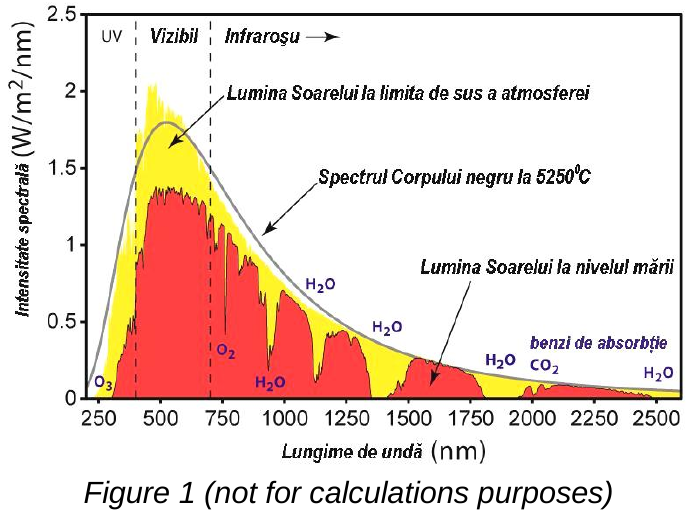 2.5
UV
Vizibil
Infraroşu
2
Lumina Soarelui la limita de sus a atmosferei
1.5
Spectrul Corpului negru la 5250⁰C
Intensitate spectrală (W/m²/nm)
1
Lumina Soarelui la nivelul mării
H₂O
H₂O
0.5
benzi de absorbţie
O₂
H₂O
CO₂
H₂O
O₃
H₂O
0
250 500 750 1000 1250 1500 1750 2000 2250 2500
Lungime de undă (nm)
Figure 1 (not for calculations purposes)